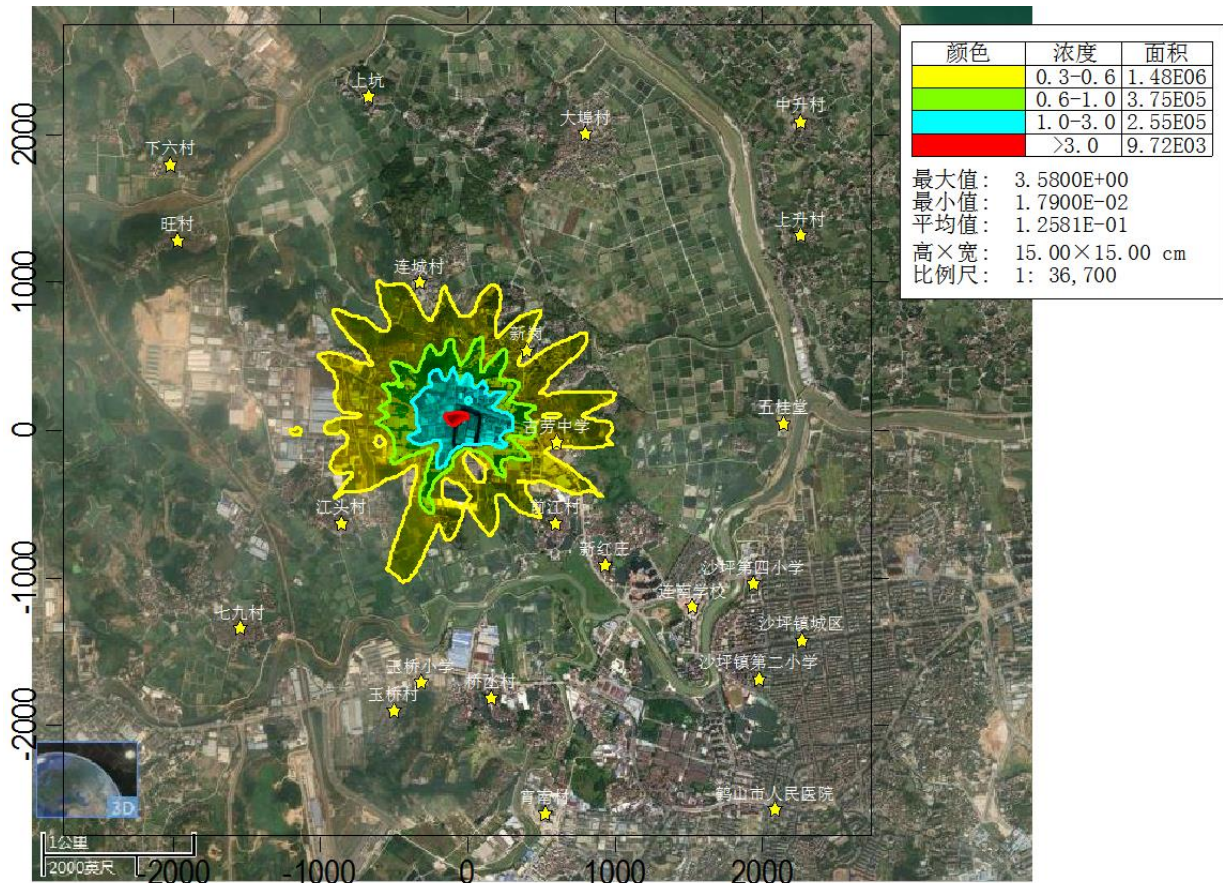 颜色 浓度 面积
0.3-0.6 1.48E06
0.6-1.0 3.75E05
1.0-3.0 2.55E05
>3.0 9.72E03
最大值: 3.5800E+00
最小值: 1.7900E-02
平均值: 1.2581E-01
高×宽: 15.00×15.00 cm
比例尺: 1: 36,700
2000
1000
0
-1000
-2000
上坑
大埠村
中升村
下六村
旺村
上升村
连城村
新岗
五桂堂
古劳中学
江头村
前江村
新红庄
沙坪第四小学
连南学校
七九村
沙坪镇城区
沙坪镇第二小学
玉桥小学
玉桥村
桥丞村
鹤山市人民医院
3D
1公里
2000英尺
-2000 -1000 0 1000 2000